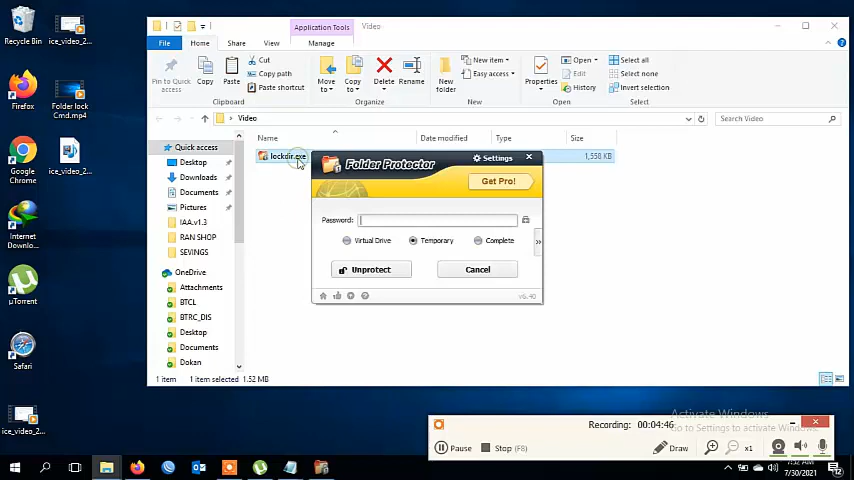 Application Tools
Video
File
Home
Share
View
Manage
Pin to Quick
access
Copy
Paste
Cut
Copy path
Paste shortcut
Clipboard
Move
to
Copy
to
Delete
Rename
Organize
New
folder
New item
Easy access
New
Properties
Open
Edit
History
Open
Select all
Select none
Invert selection
Select
Video
Search Video
Name
Date modified
Type
Size
Quick access
Desktop
Downloads
Documents
Pictures
IAA.v1.3
RAN SHOP
SEVINGS
OneDrive
Attachments
BTCL
BTRC_DIS
Desktop
Documents
Dokan
lockdir.exe
1,558 KB
Folder Protector
Settings
Get Pro!
Password:
Virtual Drive
Temporary
Complete
Unprotect
Cancel
v6.40
1 item
1 item selected
1.52 MB
Recycle Bin
ice_video_2...
Firefox
Folder lock
Cmd.mp4
Google
Chrome
ice_video_2...
Internet
Downlo...
µTorrent
Safari
ice_video_2...
Activate Windows
Go to Settings to activate Windows.
Recording: 00:04:46
Pause
Stop (F8)
Draw
x1
7/30/2021
12